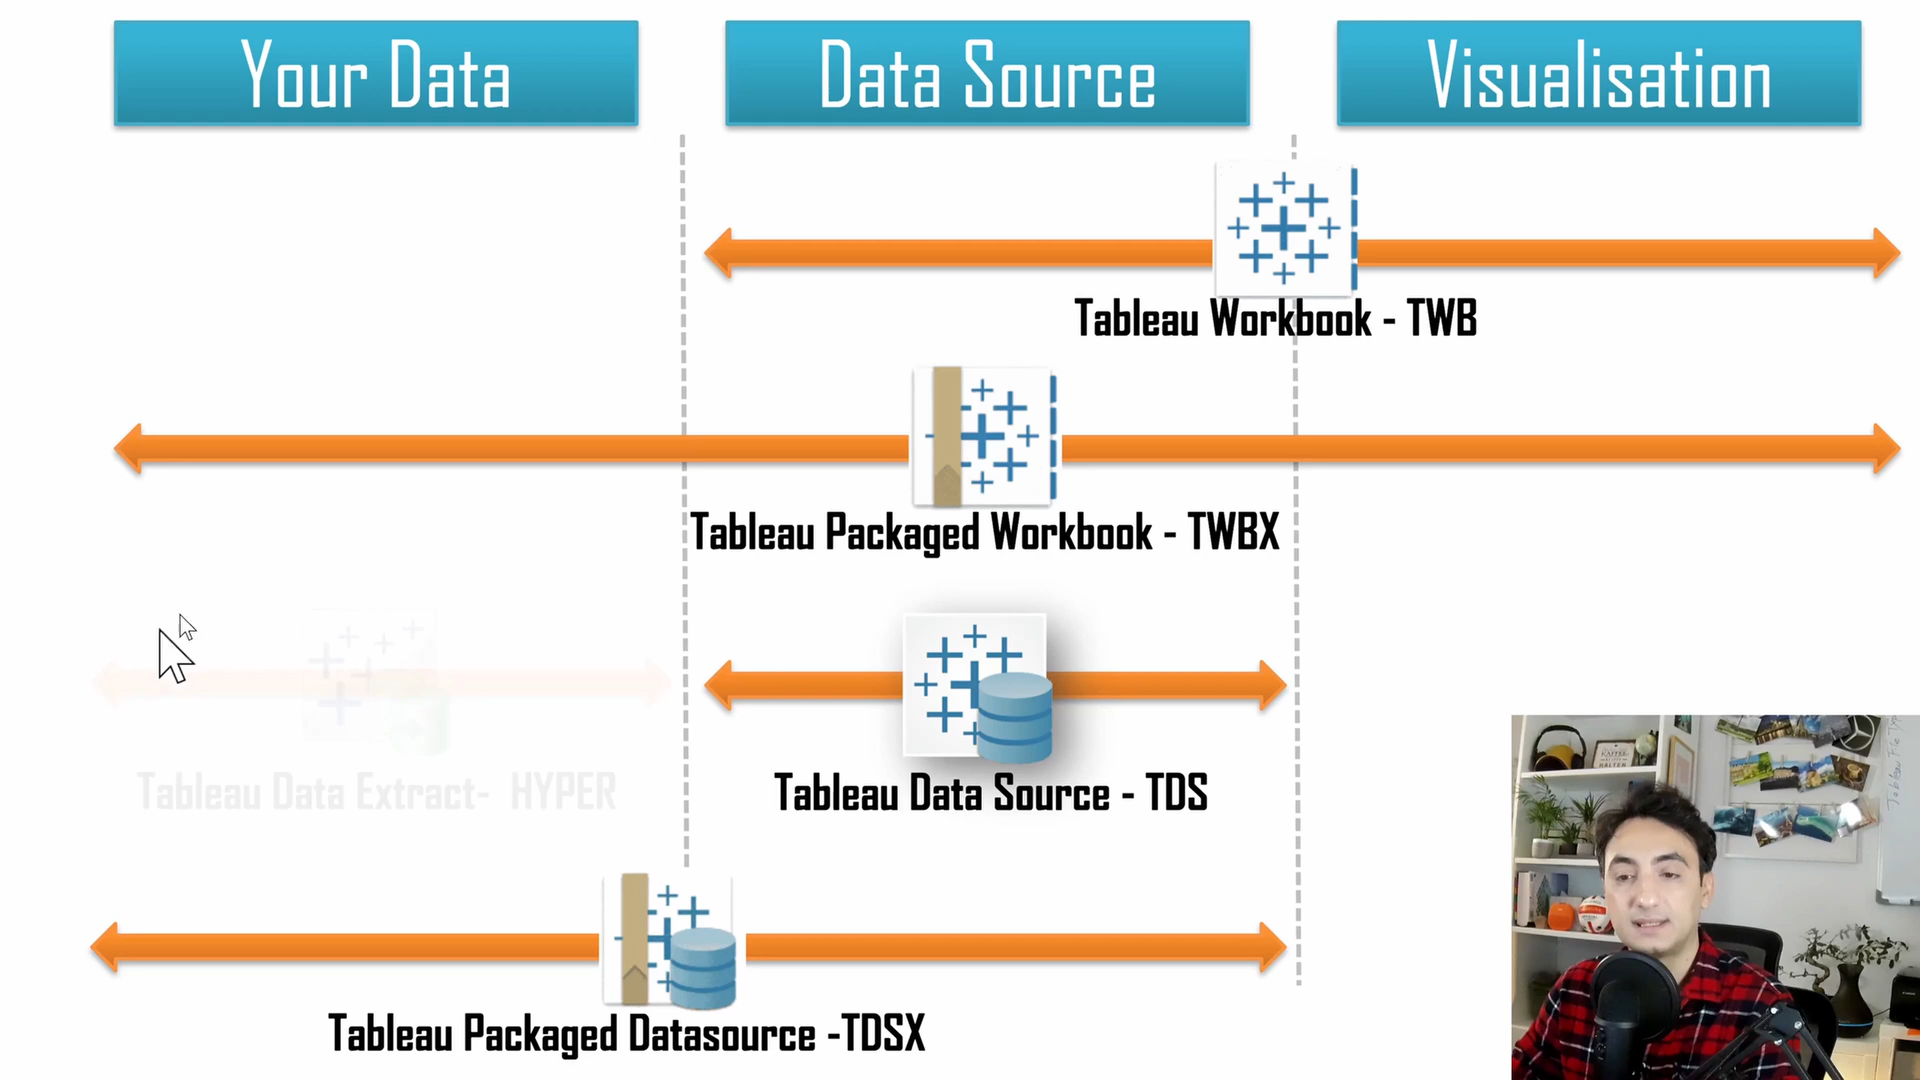 Your Data
Data Source
Visualisation
Tableau Workbook - TWB
Tableau Packaged Workbook - TWBX
Tableau Data Extract- HYPER
Tableau Data Source - TDS
Tableau Packaged Datasource -TDSX